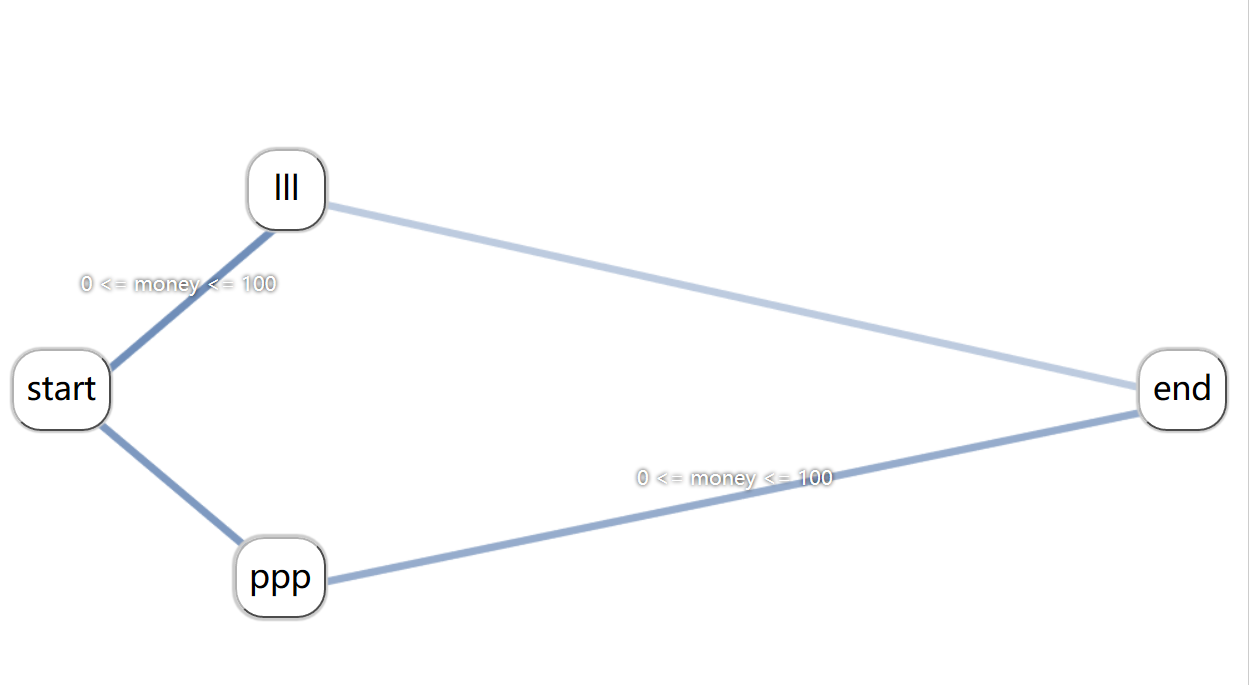 lll
0 <= money <= 100
start
end
0 <= money <= 100
ppp